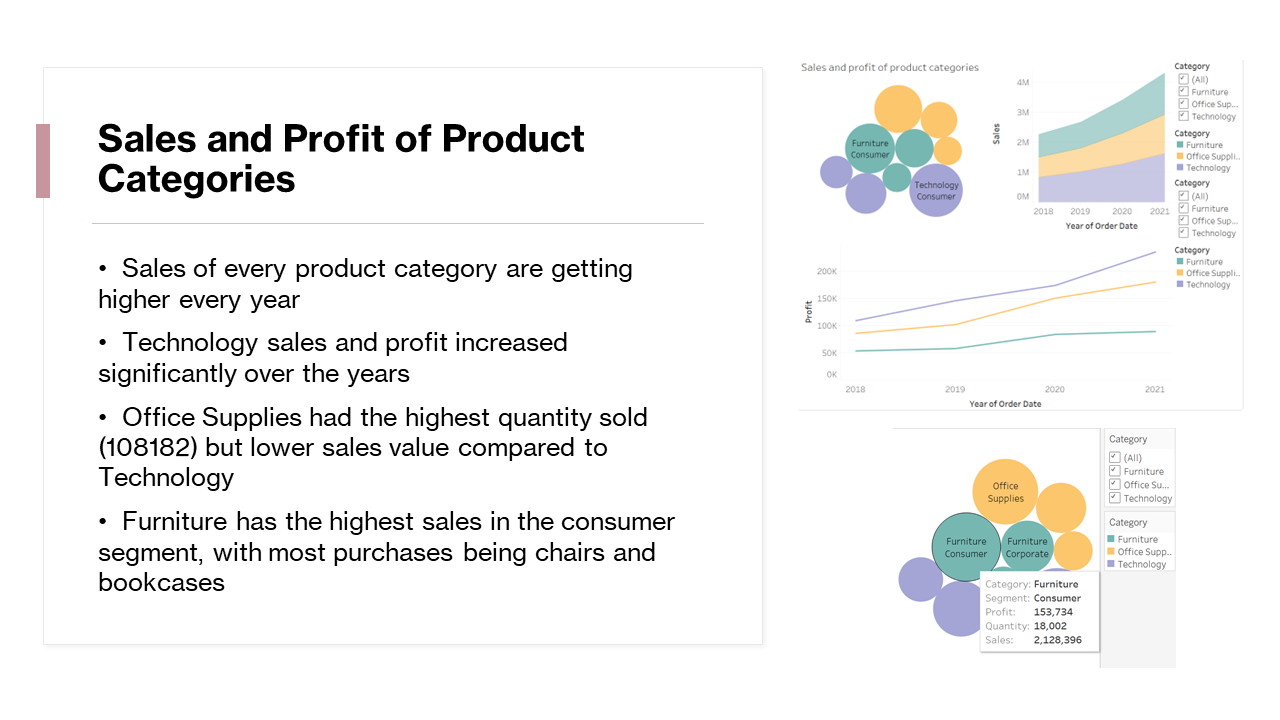 Sales and Profit of Product
Categories
• Sales of every product category are getting
higher every year
• Technology sales and profit increased
significantly over the years
• Office Supplies had the highest quantity sold
(108182) but lower sales value compared to
Technology
• Furniture has the highest sales in the consumer
segment, with most purchases being chairs and
bookcases
Sales and profit of product categories
Furniture
Consumer
Technology
Consumer
Sales
4M
3M
2M
1M
0M
2018 2019 2020 2021
Year of Order Date
Category
(All)
Furniture
Office Sup...
Technology
Category
Furniture
Office Suppli..
Technology
Category
(All)
Furniture
Office Sup...
Technology
Category
Furniture
Office Suppli..
Technology
Profit
200K
150K
100K
50K
0K
2018 2019 2020 2021
Year of Order Date
Office
Supplies
Furniture
Consumer
Furniture
Corporate
Category: Furniture
Segment: Consumer
Profit: 153,734
Quantity: 18,002
Sales: 2,128,396
Category
(All)
Furniture
Office Su...
Technology
Category
Furniture
Office Supp..
Technology